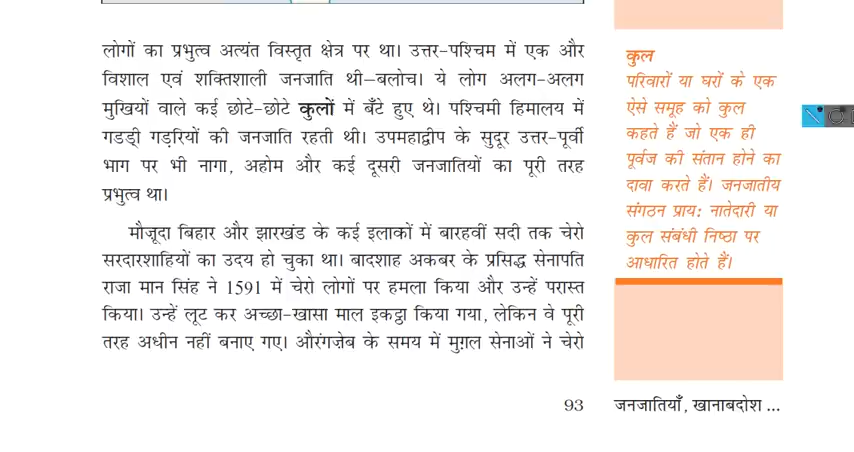 लोगों का प्रभुत्व अत्यंत विस्तृत क्षेत्र पर था। उत्तर-पश्चिम में एक और
विशाल एवं शक्तिशाली जनजाति थी–बलोच। ये लोग अलग-अलग
मुखियों वाले कई छोटे-छोटे कुलों में बँटे हुए थे। पश्चिमी हिमालय में
गडड्री गड़रियों की जनजाति रहती थी। उपमहाद्वीप के सुदूर उत्तर-पूर्वी
भाग पर भी नागा, अहोम और कई दूसरी जनजातियों का पूरी तरह
प्रभुत्व था।
मौजूदा बिहार और झारखंड के कई इलाकों में बारहवीं सदी तक चेरो
सरदारशाहियों का उदय हो चुका था। बादशाह अकबर के प्रसिद्ध सेनापति
राजा मान सिंह ने 1591 में चेरो लोगों पर हमला किया और उन्हें परास्त
किया। उन्हें लूट कर अच्छा-खासा माल इकट्ठा किया गया, लेकिन वे पूरी
तरह अधीन नहीं बनाए गए। औरंगज़ेब के समय में मुग़ल सेनाओं ने चेरो
कुल
परिवारों या घरों के एक
ऐसे समूह को कुल
कहते हैं जो एक ही
पूर्वज की संतान होने का
दावा करते हैं। जनजातीय
संगठन प्राय: नातेदारी या
कुल संबंधी निष्ठा पर
आधारित होते हैं।
93 जनजातियाँ, खानाबदोश ...